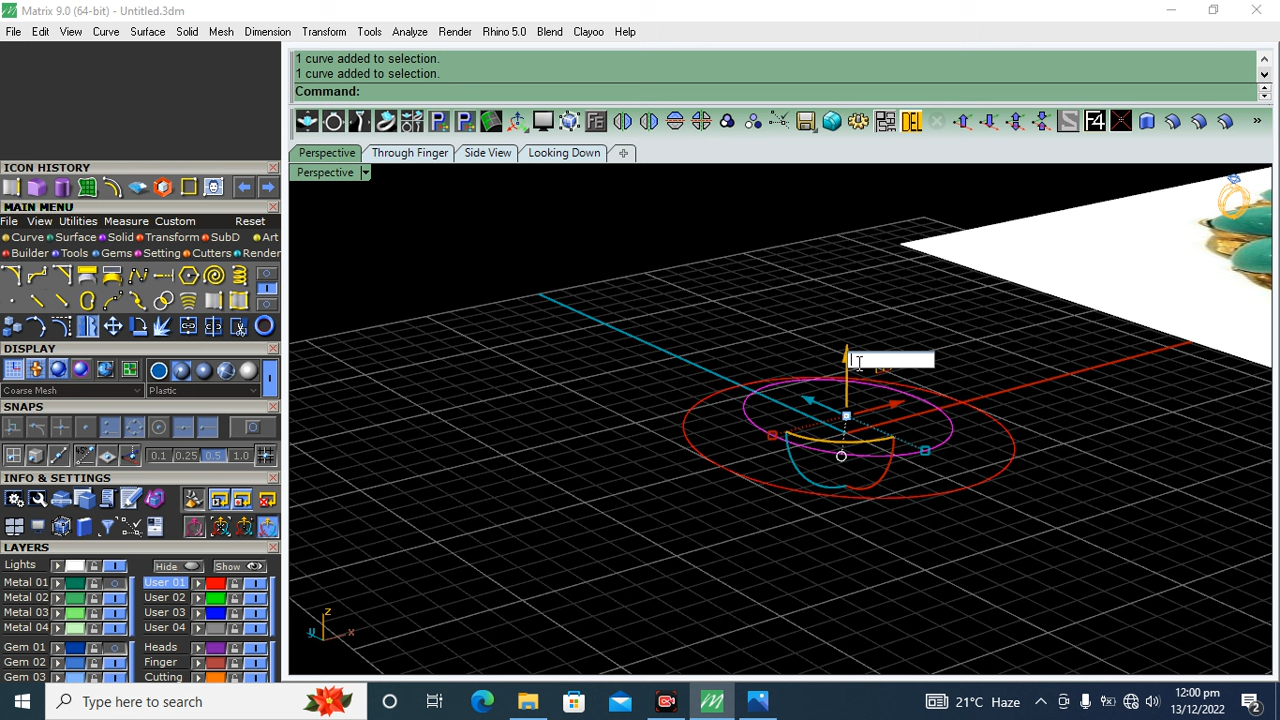 Matrix 9.0 (64-bit) - Untitled.3dm
File Edit View Curve Surface Solid Mesh Dimension Transform Tools Analyze Render Rhino 5.0 Blend Clayoo Help
1 curve added to selection.
1 curve added to selection.
Command:
Perspective Through Finger Side View Looking Down
Perspective
ICON HISTORY
MAIN MENU
File View Utilities Measure Custom Reset
Curve Surface Solid Transform SubD Art
Builder Tools Gems Setting Cutters Render
DISPLAY
Coarse Mesh Plastic
SNAPS
0.1 0.25 0.5 1.0
INFO & SETTINGS
LAYERS
Lights Hide Show
Metal 01 User 01
Metal 02 User 02
Metal 03 User 03
Metal 04 User 04
Gem 01 Heads
Gem 02 Finger
Gem 03 Cutting
z
y x
P P FE DEL S F4
Type here to search
21°C Haze
12:00 pm
13/12/2022
2